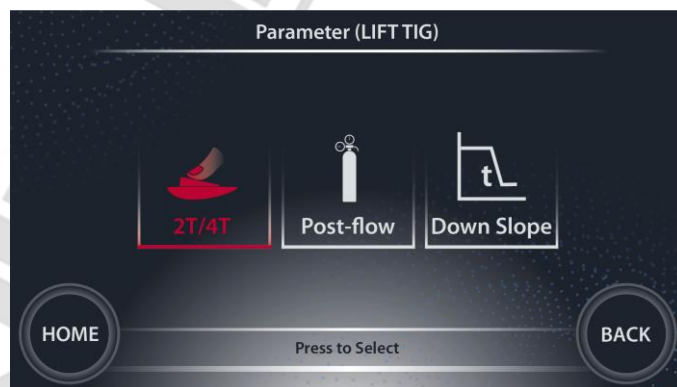 Parameter (LIFT TIG)
2T/4T
Post-flow
t
Down Slope
HOME
Press to Select
BACK